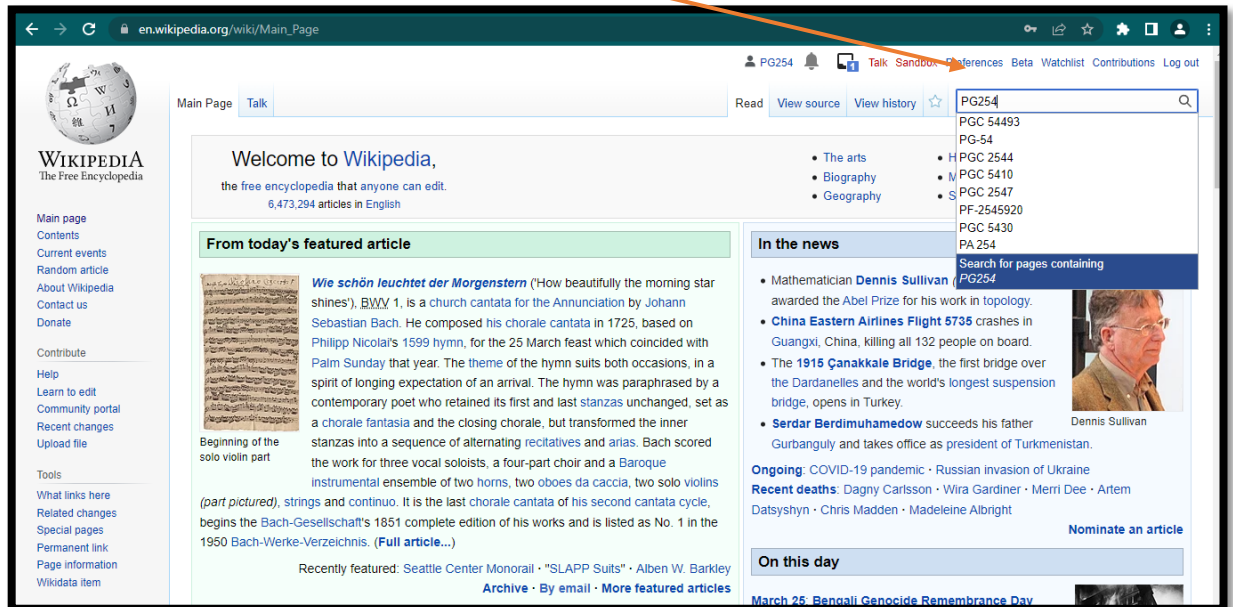 en.wikipedia.org/wiki/Main_Page
PG254 1 Talk Sandbox Preferences Beta Watchlist Contributions Log out
Main Page Talk Read View source View history PG254
PGC 54493
PG-54
PGC 2544
PGC 5410
PGC 2547
PF-2545920
PGC 5430
PA 254
Search for pages containing
PG254
WIKIPEDIA
The Free Encyclopedia
Main page
Contents
Current events
Random article
About Wikipedia
Contact us
Donate
Contribute
Help
Learn to edit
Community portal
Recent changes
Upload file
Tools
What links here
Related changes
Special pages
Permanent link
Page information
Wikidata item
Welcome to Wikipedia,
the free encyclopedia that anyone can edit.
6,473,294 articles in English
• The arts
• Biography
• Geography
From today's featured article
Wie schön leuchtet der Morgenstern ('How beautifully the morning star
shines'), BWV 1, is a church cantata for the Annunciation by Johann
Sebastian Bach. He composed his chorale cantata in 1725, based on
Philipp Nicolai's 1599 hymn, for the 25 March feast which coincided with
Palm Sunday that year. The theme of the hymn suits both occasions, in a
spirit of longing expectation of an arrival. The hymn was paraphrased by a
contemporary poet who retained its first and last stanzas unchanged, set as
a chorale fantasia and the closing chorale, but transformed the inner
stanzas into a sequence of alternating recitatives and arias. Bach scored
the work for three vocal soloists, a four-part choir and a Baroque
instrumental ensemble of two horns, two oboes da caccia, two solo violins
(part pictured), strings and continuo. It is the last chorale cantata of his second cantata cycle,
begins the Bach-Gesellschaft's 1851 complete edition of his works and is listed as No. 1 in the
1950 Bach-Werke-Verzeichnis. (Full article...)
Beginning of the
solo violin part
Recently featured: Seattle Center Monorail · "SLAPP Suits" · Alben W. Barkley
Archive · By email · More featured articles
In the news
• Mathematician Dennis Sullivan (
awarded the Abel Prize for his work in topology.
• China Eastern Airlines Flight 5735 crashes in
Guangxi, China, killing all 132 people on board.
• The 1915 Çanakkale Bridge, the first bridge over
the Dardanelles and the world's longest suspension
bridge, opens in Turkey.
• Serdar Berdimuhamedow succeeds his father
Gurbanguly and takes office as president of Turkmenistan.
Dennis Sullivan
Ongoing: COVID-19 pandemic · Russian invasion of Ukraine
Recent deaths: Dagny Carlsson · Wira Gardiner · Merri Dee · Artem
Datsyshyn · Chris Madden · Madeleine Albright
Nominate an article
On this day
March 25: Bengali Genocide Remembrance Day